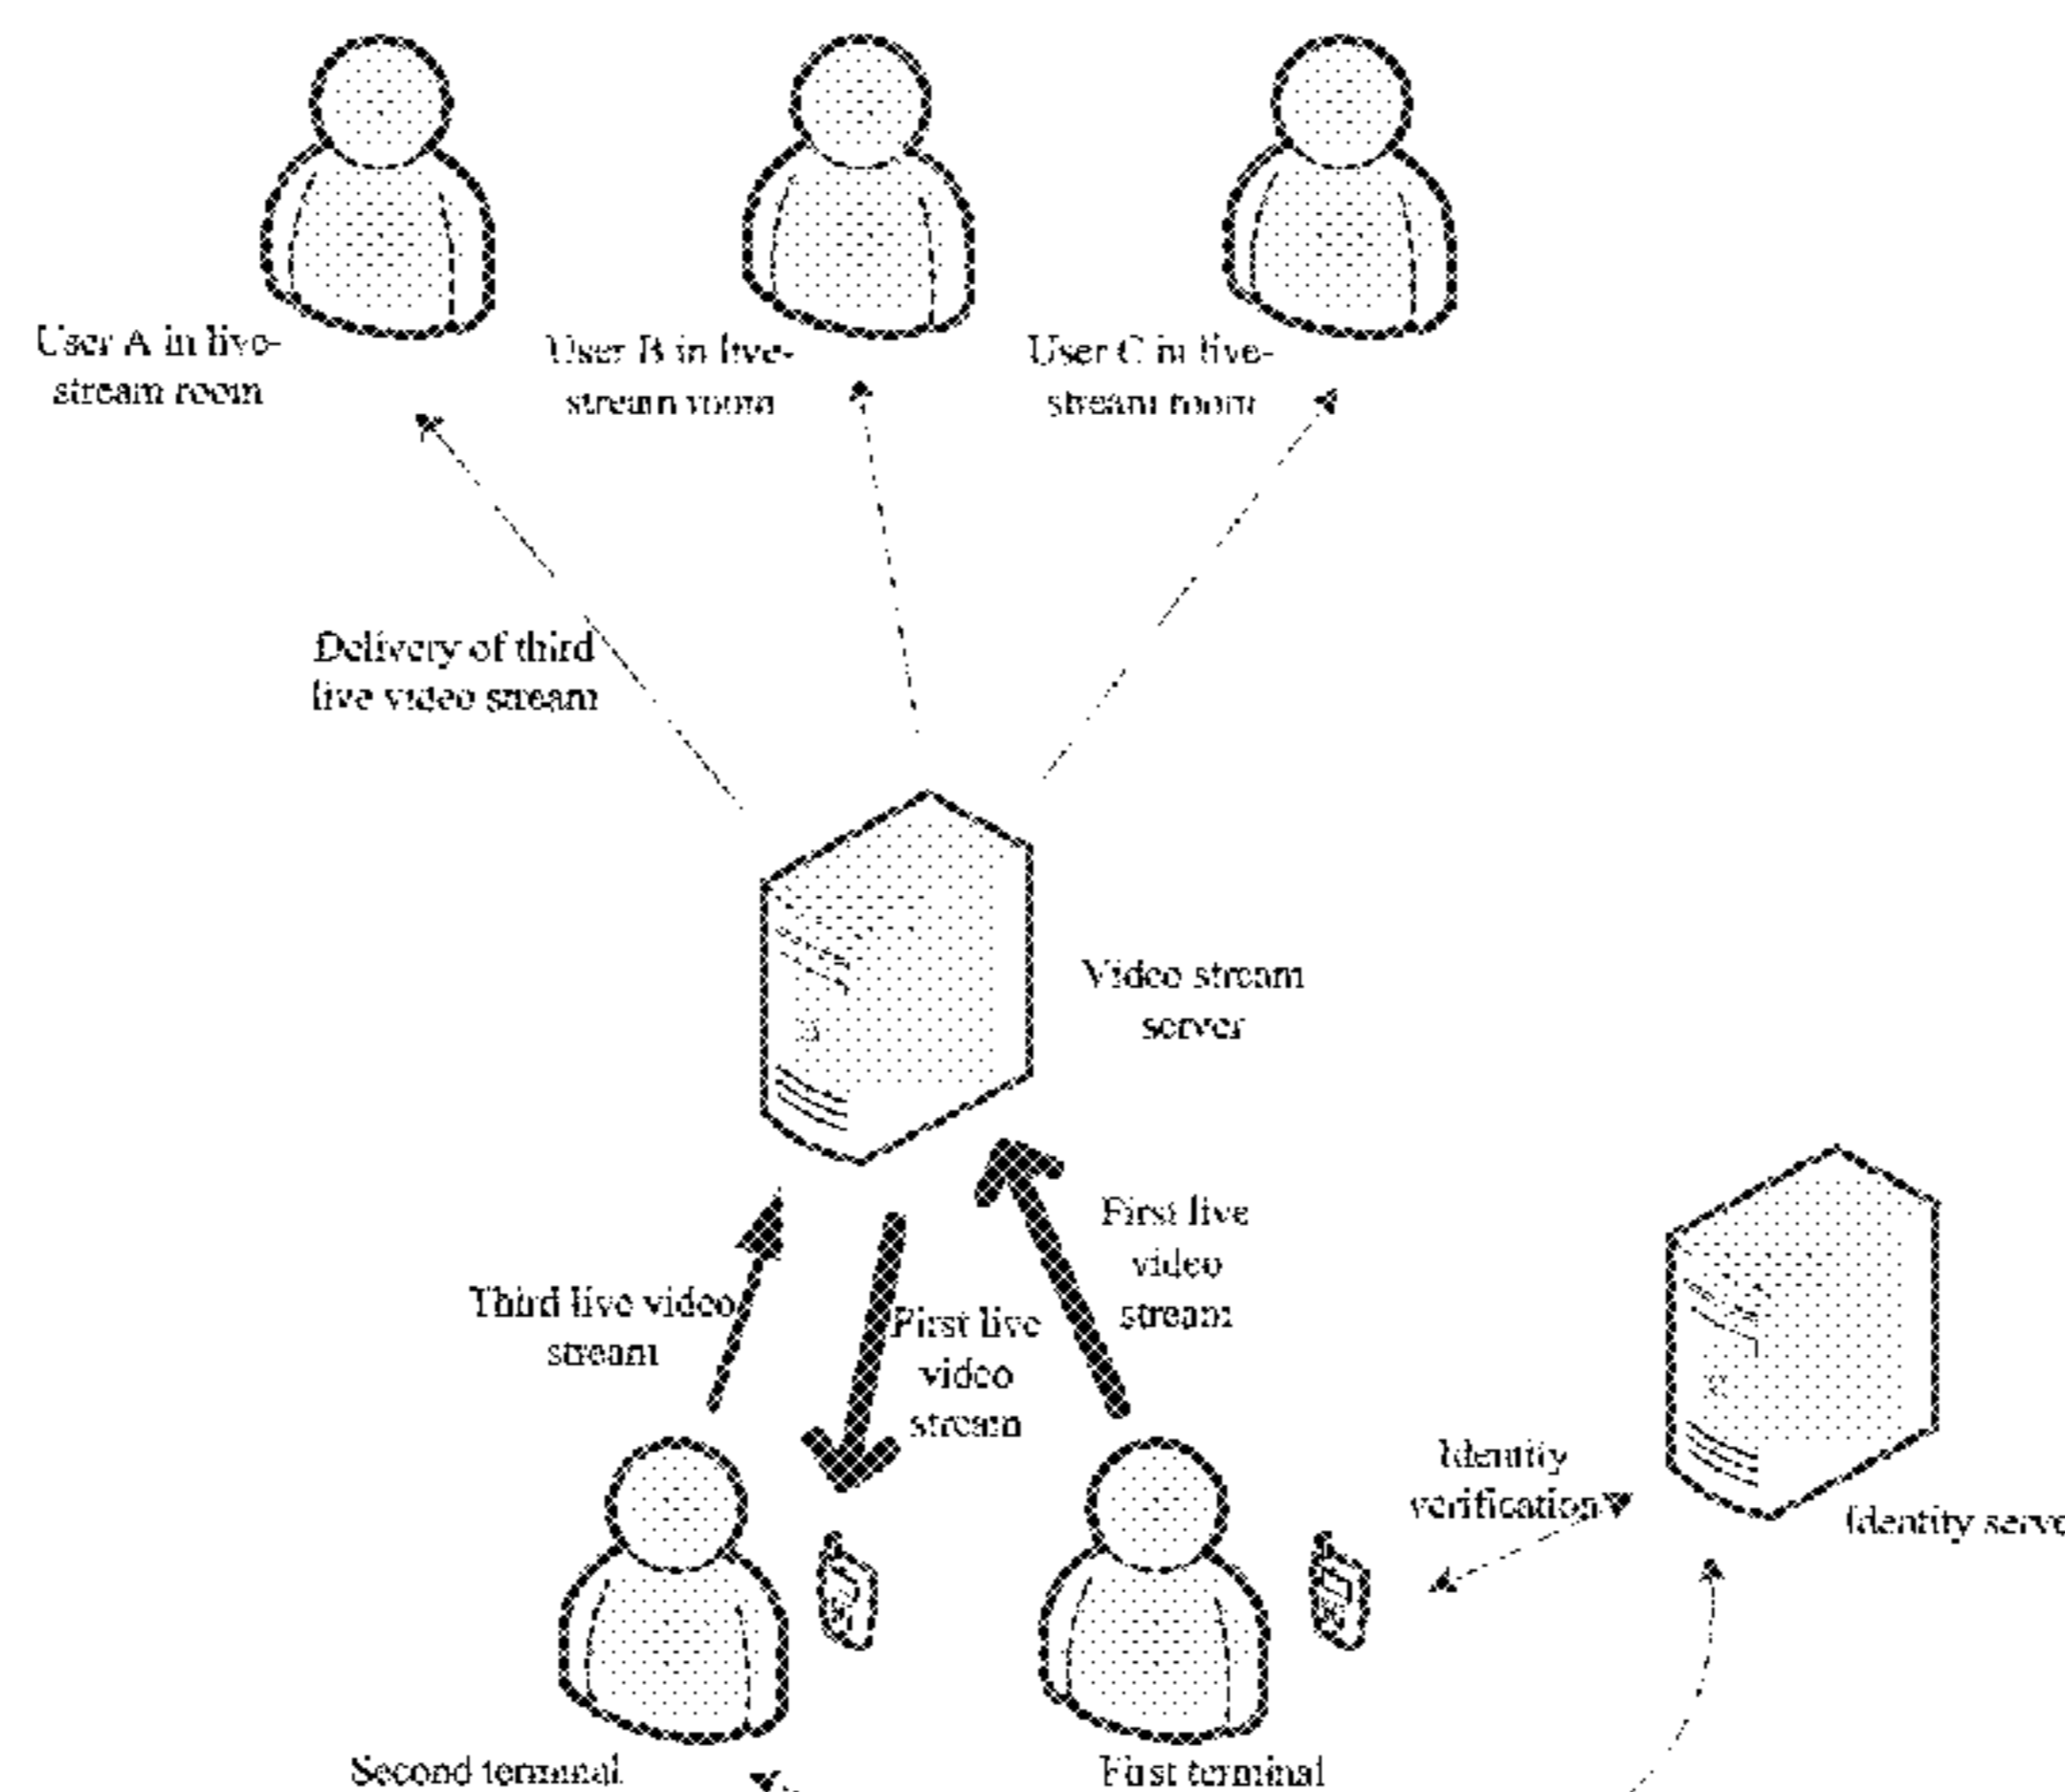 User A in live-
stream room
User B in live-
stream room
User C in live-
stream room
Delivery of third
live video stream
Video stream
server
First live
video
stream
Third live video
stream
First live
video
stream
Identity
verification
Identity serve
Second terminal
First terminal